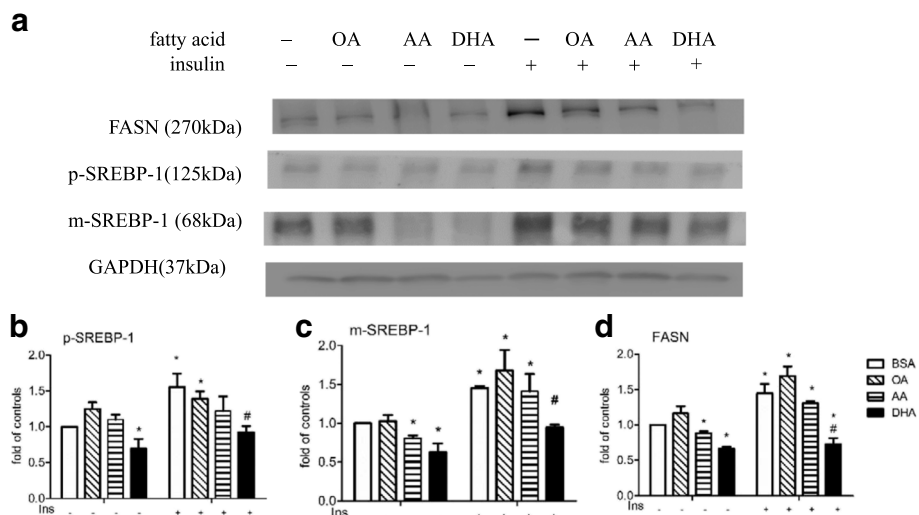 a
fatty acid – OA AA DHA – OA AA DHA
insulin – – – – + + + +
FASN (270kDa)
p-SREBP-1(125kDa)
m-SREBP-1 (68kDa)
GAPDH(37kDa)
b
p-SREBP-1
fold of controls
2.0
1.5
1.0
0.5
0.0
* * * #
Ins - - - - + + + +
c
m-SREBP-1
fold of controls
2.0
1.5
1.0
0.5
0.0
* * * * * #
Ins - - - -
d
FASN
fold of controls
2.0
1.5
1.0
0.5
0.0
* * * * *
#
Ins - - - - + + + +
BSA
OA
AA
DHA